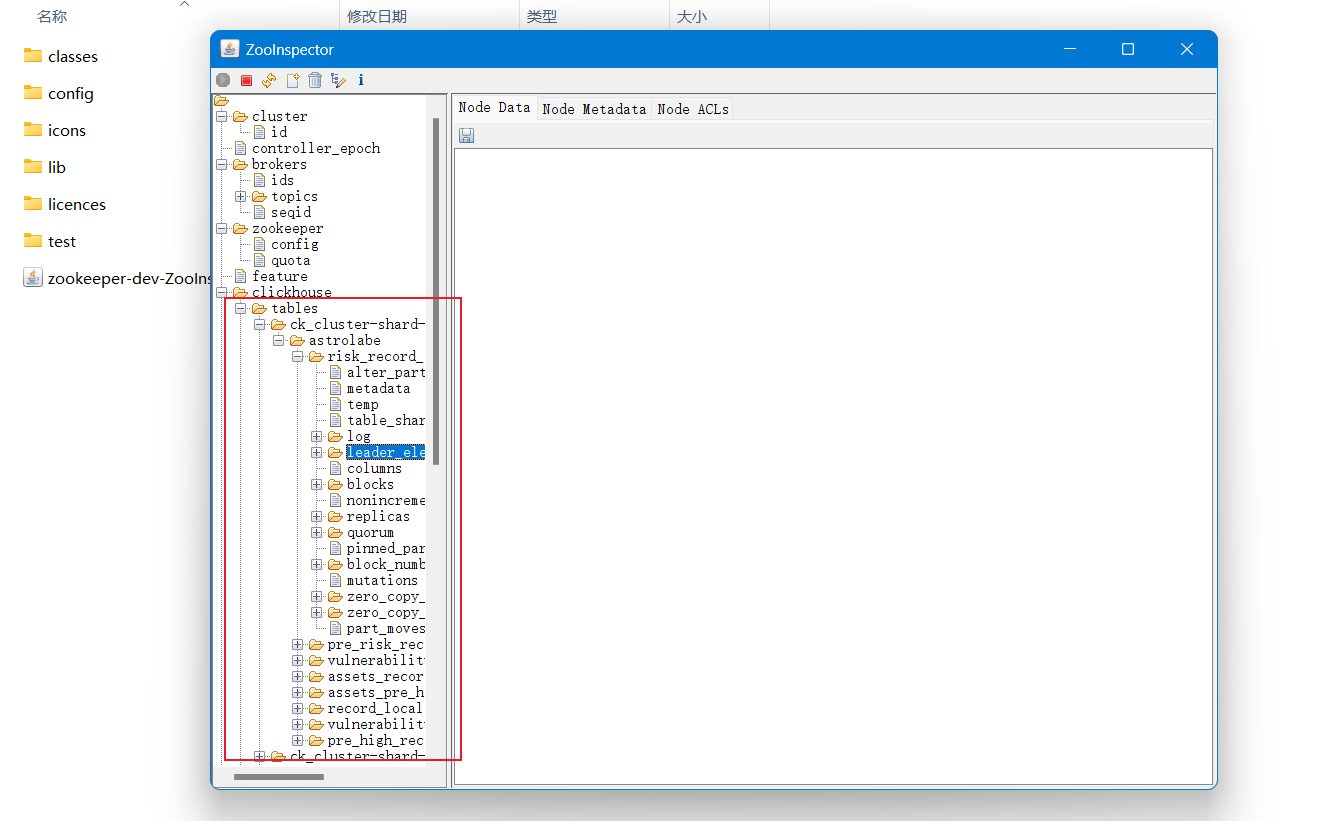 名称 修改日期 类型 大小
classes
config
icons
lib
licences
test
zookeeper-dev-ZooIns
ZooInspector
cluster
id
controller_epoch
brokers
ids
topics
seqid
zookeeper
config
quota
feature
clickhouse
tables
ck_cluster-shard-
astrolabe
risk_record_
alter_part
metadata
temp
table_shar
log
leader_ele
columns
blocks
nonincreme
replicas
quorum
pinned_par
block_numb
mutations
zero_copy_
zero_copy_
part_moves
pre_risk_rec
vulnerabilit
assets_recor
assets_pre_h
record_local
vulnerabilit
pre_high_rec
ck_cluster-shard-
Node Data Node Metadata Node ACLs